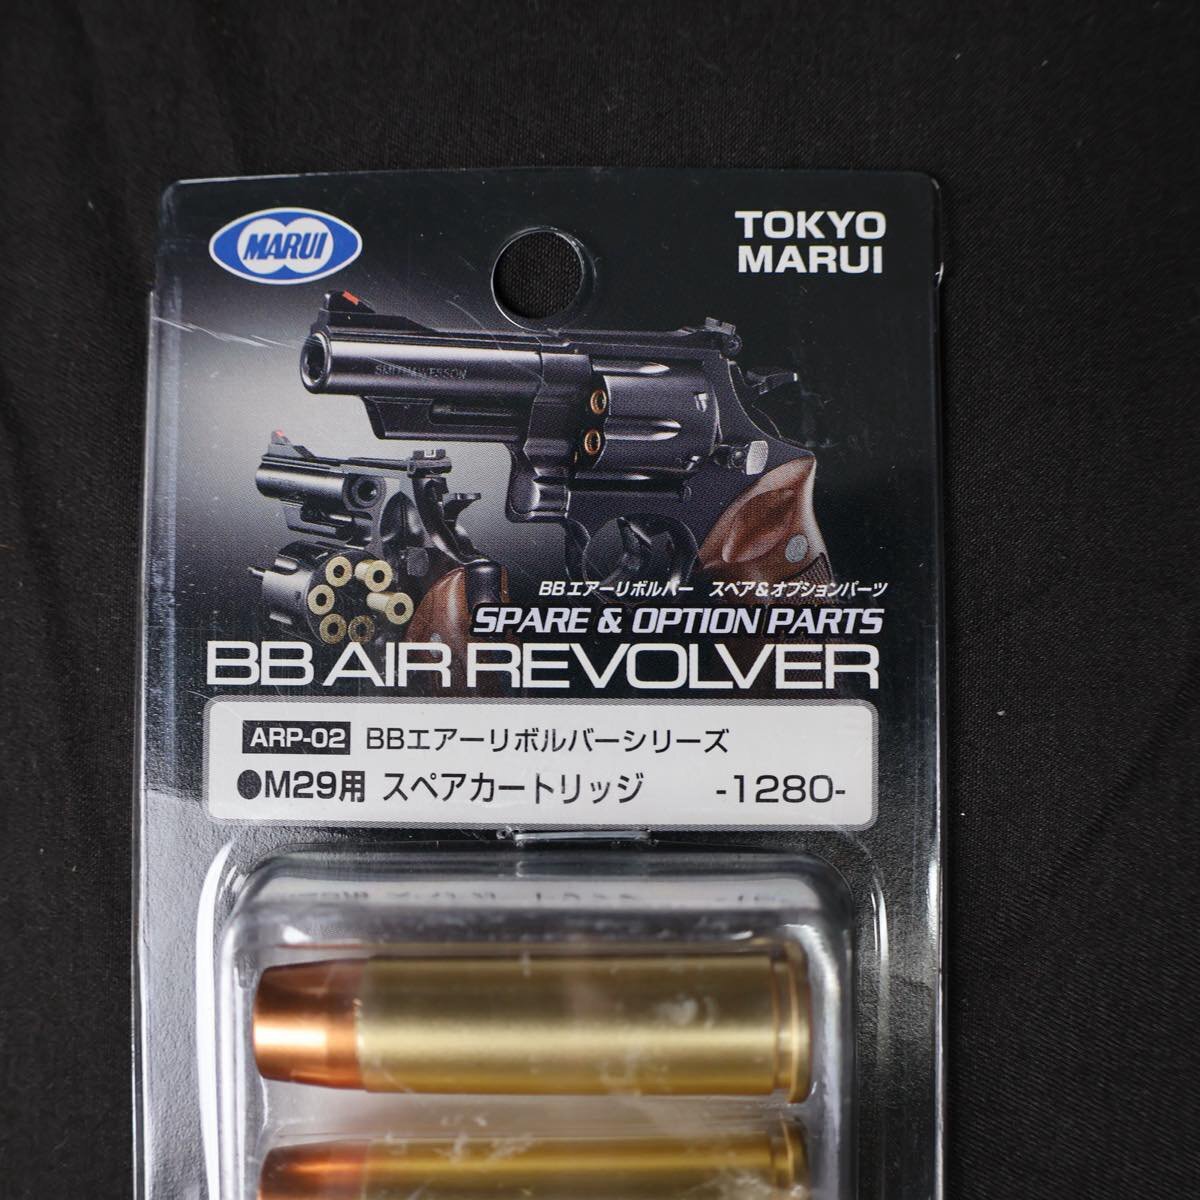 MARUI
TOKYO
MARUI
SMITH & WESSON
BBエアーリボルバー スペア&オプションパーツ
SPARE & OPTION PARTS
BB AIR REVOLVER
ARP-02 BBエアーリボルバーシリーズ
●M29用 スペアカートリッジ -1280-